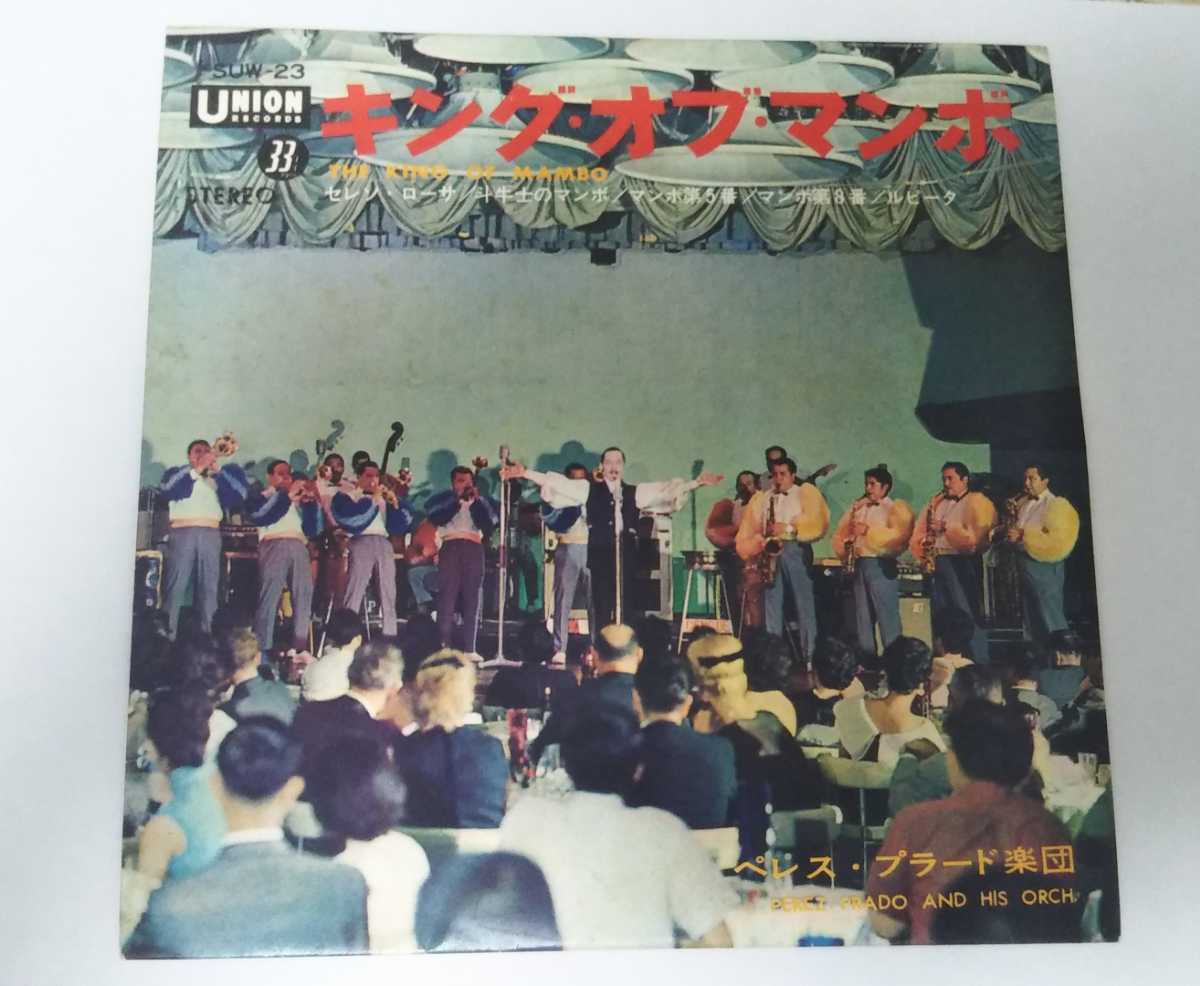 SUW-23
UNION
RECORDS
キング・オブ・マンボ
33⅓
THE KING OF MAMBO
STEREO
セレソ・ローサ/斗牛士のマンボ/マンボ第5番/マンボ第8番/ルピータ
ペレス・プラード楽団
PEREZ PRADO AND HIS ORCH.